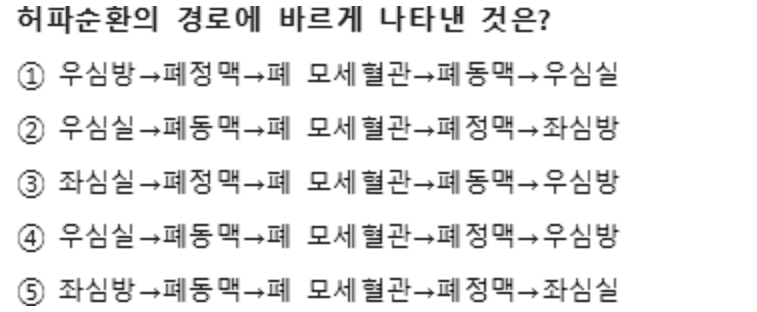 허파순환의 경로에 바르게 나타낸 것은?
① 우심방→폐정맥→폐 모세혈관→폐동맥→우심실
② 우심실→폐동맥→폐 모세혈관→폐정맥→좌심방
③ 좌심실→폐정맥→폐 모세혈관→폐동맥→우심방
④ 우심실→폐동맥→폐 모세혈관→폐정맥→우심방
⑤ 좌심방→폐동맥→폐 모세혈관→폐정맥→좌심실